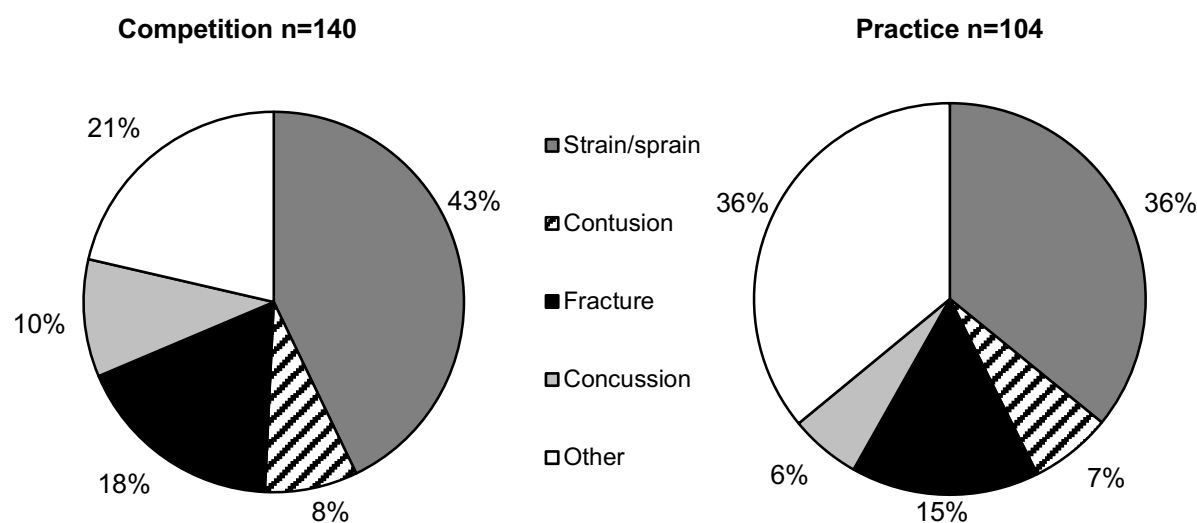 Competition n=140
Practice n=104
21%
43%
10%
18%
8%
Strain/sprain
Contusion
Fracture
Concussion
Other
36%
36%
6%
15%
7%